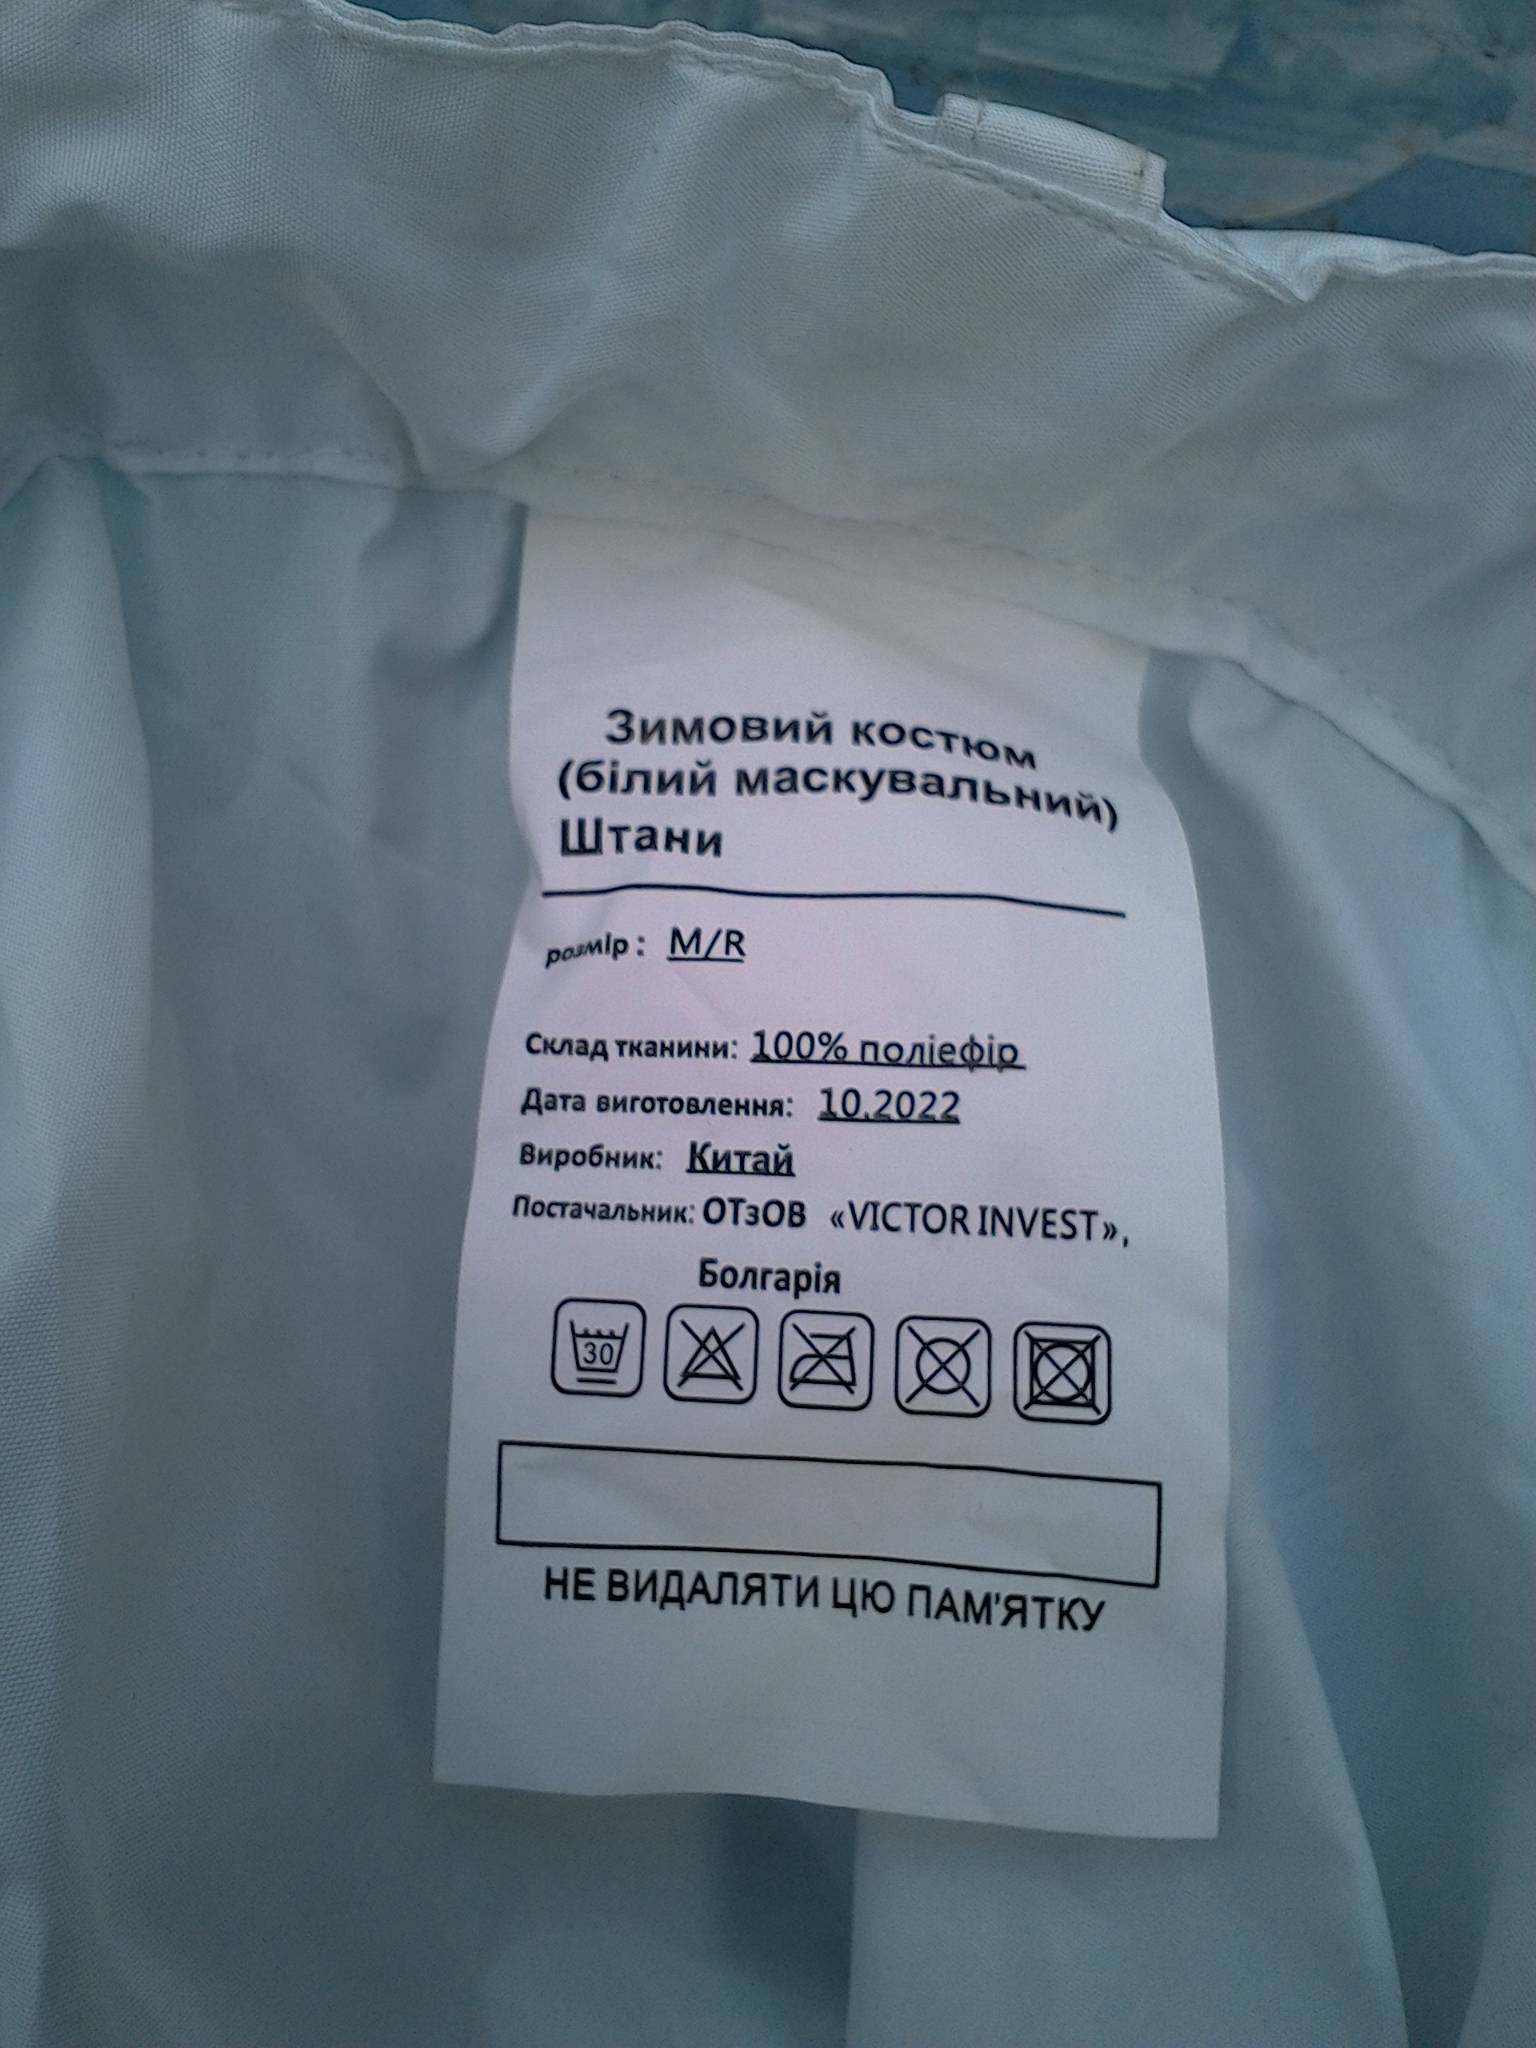 Зимовий костюм
(білий маскувальний)
Штани
розмір: M/R
Склад тканини: 100% поліефір
Дата виготовлення: 10.2022
Виробник: Китай
Постачальник: ОТзОВ «VICTOR INVEST»,
Болгарія
30
НЕ ВИДАЛЯТИ ЦЮ ПАМ'ЯТКУ